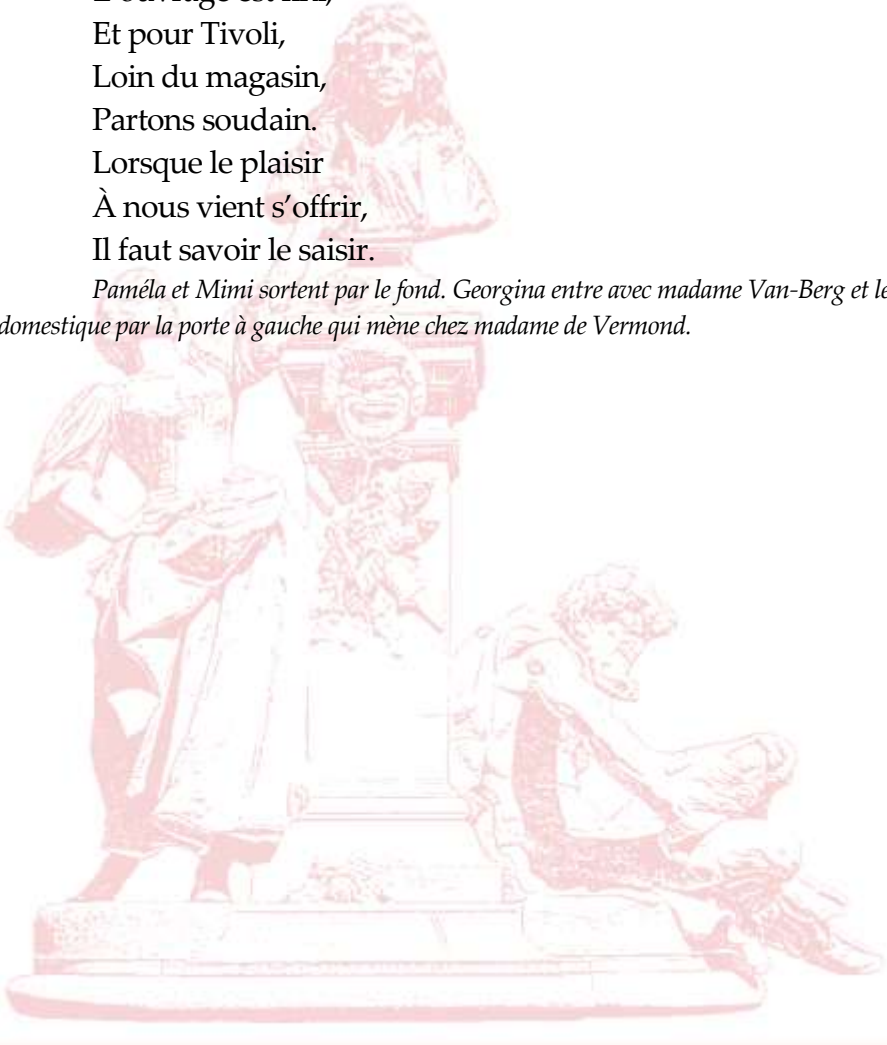 Et pour Tivoli,
Loin du magasin,
Partons soudain.
Lorsque le plaisir
À nous vient s’offrir,
Il faut savoir le saisir.
Paméla et Mimi sortent par le fond. Georgina entre avec madame Van-Berg et le
domestique par la porte à gauche qui mène chez madame de Vermond.